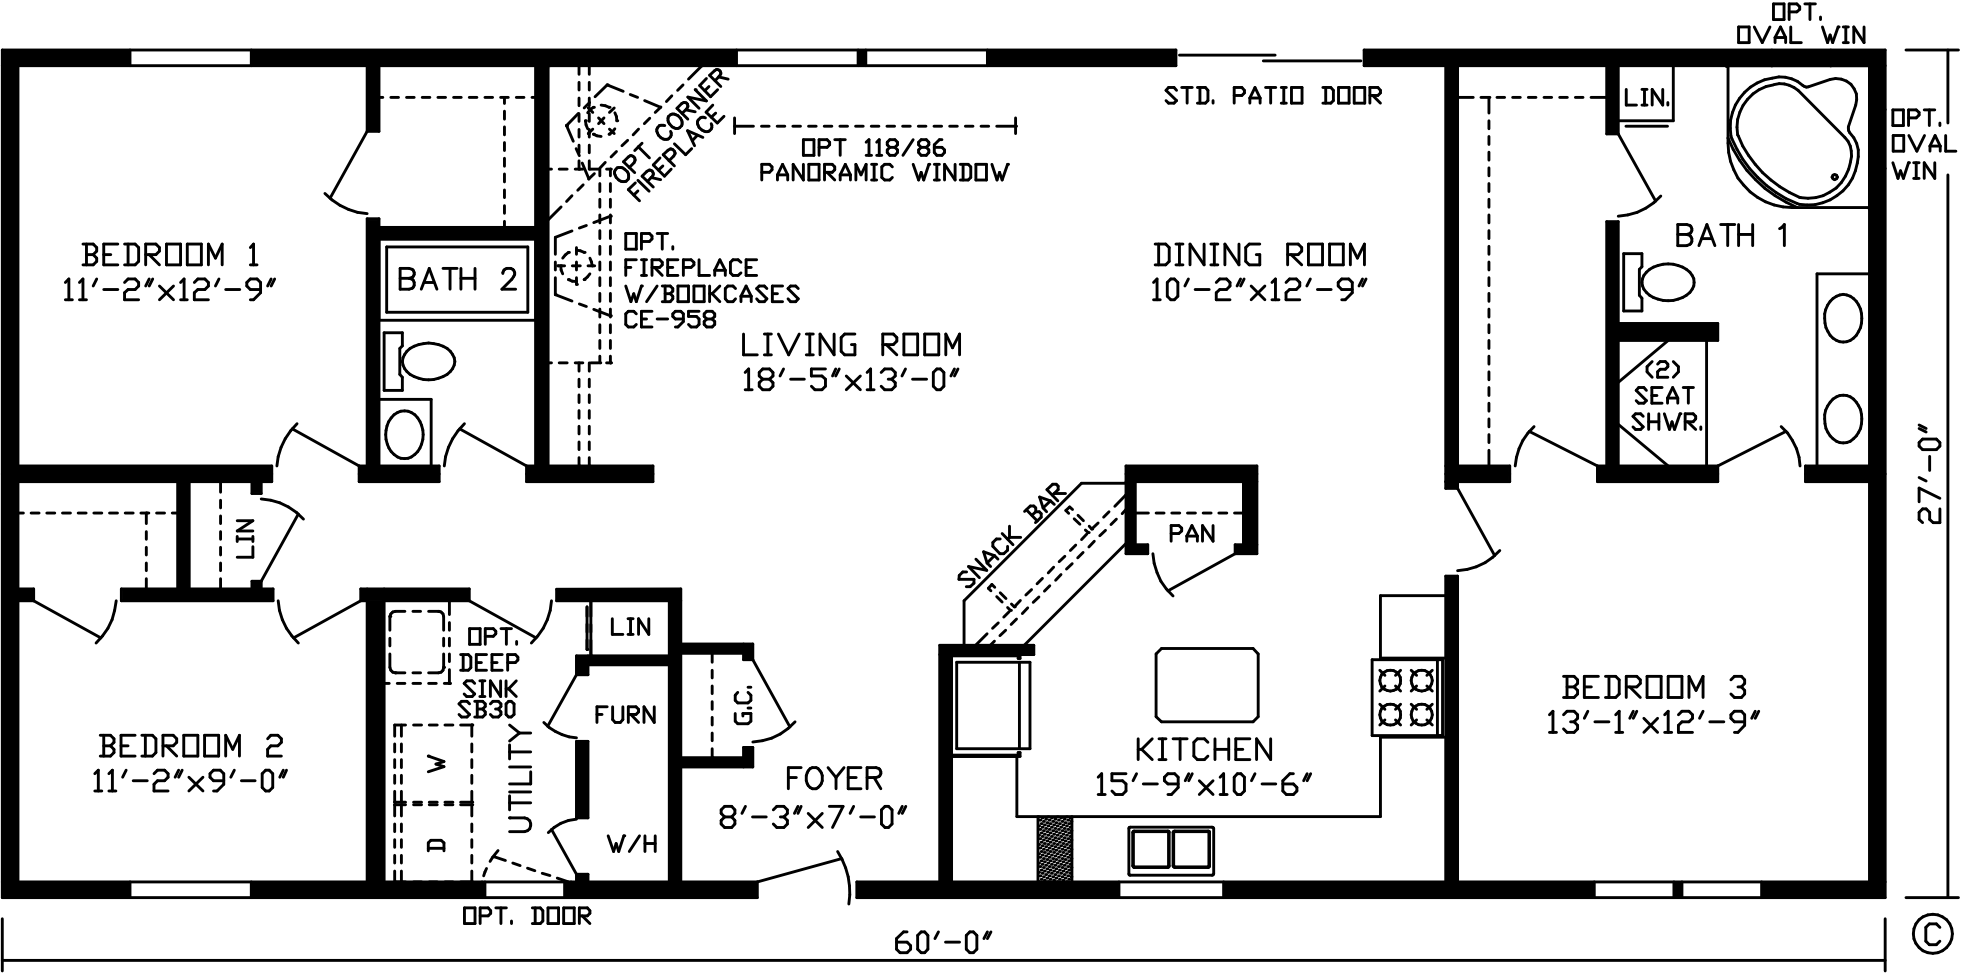 OPT.
OVAL WIN
STD. PATIO DOOR
LIN.
OPT.
OVAL
WIN
OPT CORNER
FIREPLACE
OPT 118/86
PANORAMIC WINDOW
BEDROOM 1
11'-2"x12'-9"
BATH 2
OPT.
FIREPLACE
W/BOOKCASES
CE-958
LIVING ROOM
18'-5"x13'-0"
DINING ROOM
10'-2"x12'-9"
BATH 1
(2)
SEAT
SHWR.
27'-0"
LIN
SNACK BAR
PAN
OPT.
DEEP
SINK
SB30
LIN
FURN
G.C.
BEDROOM 2
11'-2"x9'-0"
W
D
UTILITY
W/H
FOYER
8'-3"x7'-0"
KITCHEN
15'-9"x10'-6"
BEDROOM 3
13'-1"x12'-9"
OPT. DOOR
60'-0"
©